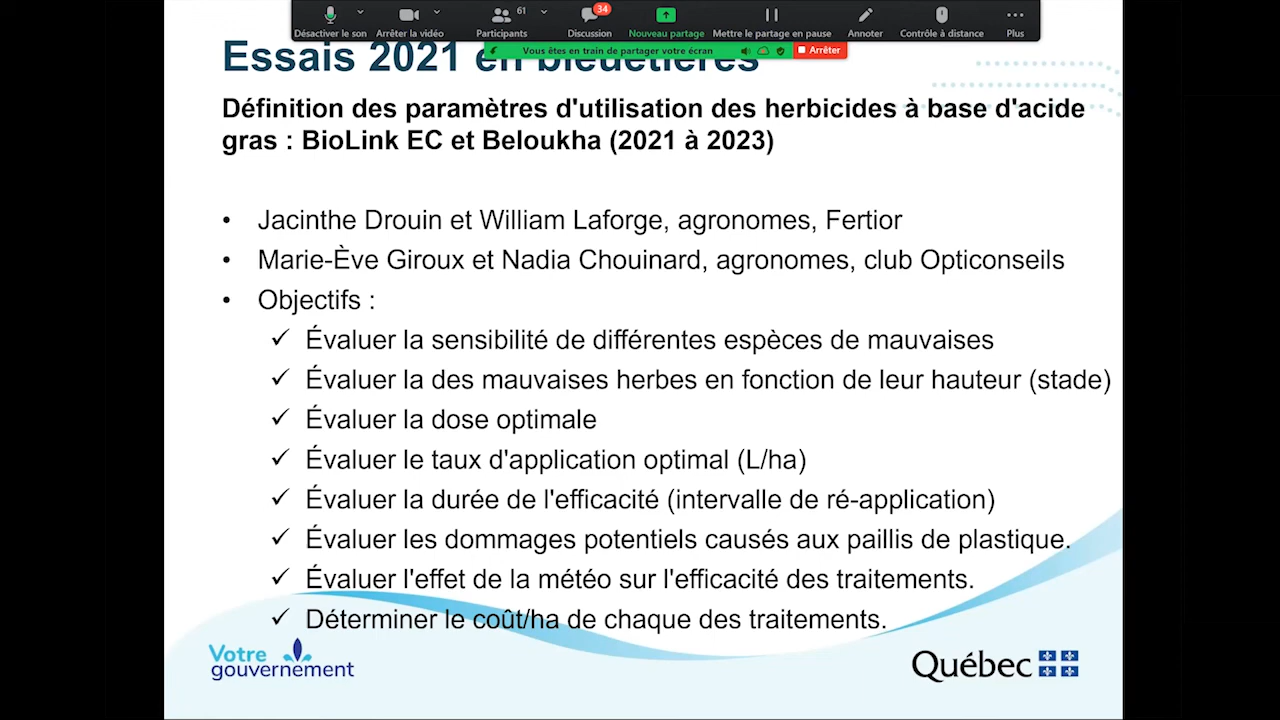 61
34
Désactiver le son
Arrêter la vidéo
Participants
Discussion
Nouveau partage
Mettre le partage en pause
Annoter
Contrôle à distance
Plus
Vous êtes en train de partager votre écran
Arrêter
Essais 2021 en bleuetières
Définition des paramètres d'utilisation des herbicides à base d'acide
gras : BioLink EC et Beloukha (2021 à 2023)
• Jacinthe Drouin et William Laforge, agronomes, Fertior
• Marie-Ève Giroux et Nadia Chouinard, agronomes, club Opticonseils
• Objectifs :
✓ Évaluer la sensibilité de différentes espèces de mauvaises
✓ Évaluer la des mauvaises herbes en fonction de leur hauteur (stade)
✓ Évaluer la dose optimale
✓ Évaluer le taux d'application optimal (L/ha)
✓ Évaluer la durée de l'efficacité (intervalle de ré-application)
✓ Évaluer les dommages potentiels causés aux paillis de plastique.
✓ Évaluer l'effet de la météo sur l'efficacité des traitements.
✓ Déterminer le coût/ha de chaque des traitements.
Votre
gouvernement
Québec